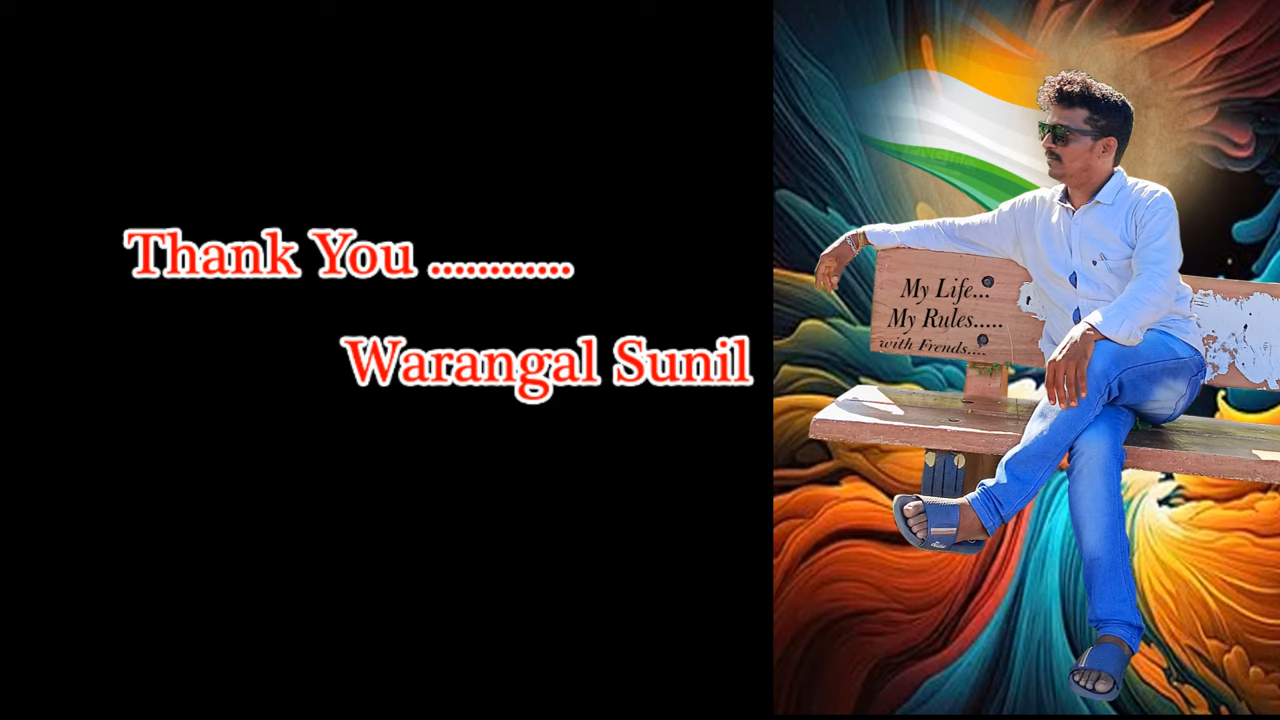 Thank You ............
Warangal Sunil
My Life...
My Rules.....
with Frends....